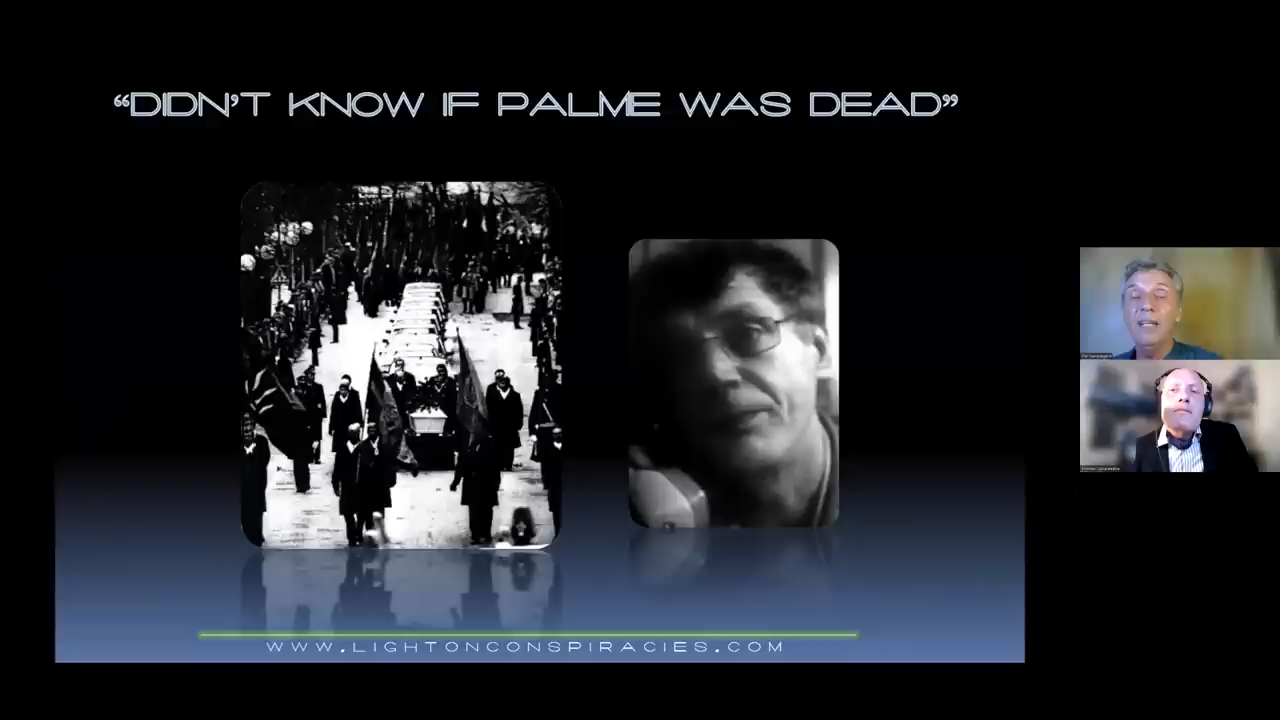 “DIDN’T KNOW IF PALME WAS DEAD”
WWW.LIGHTONCONSPIRACIES.COM